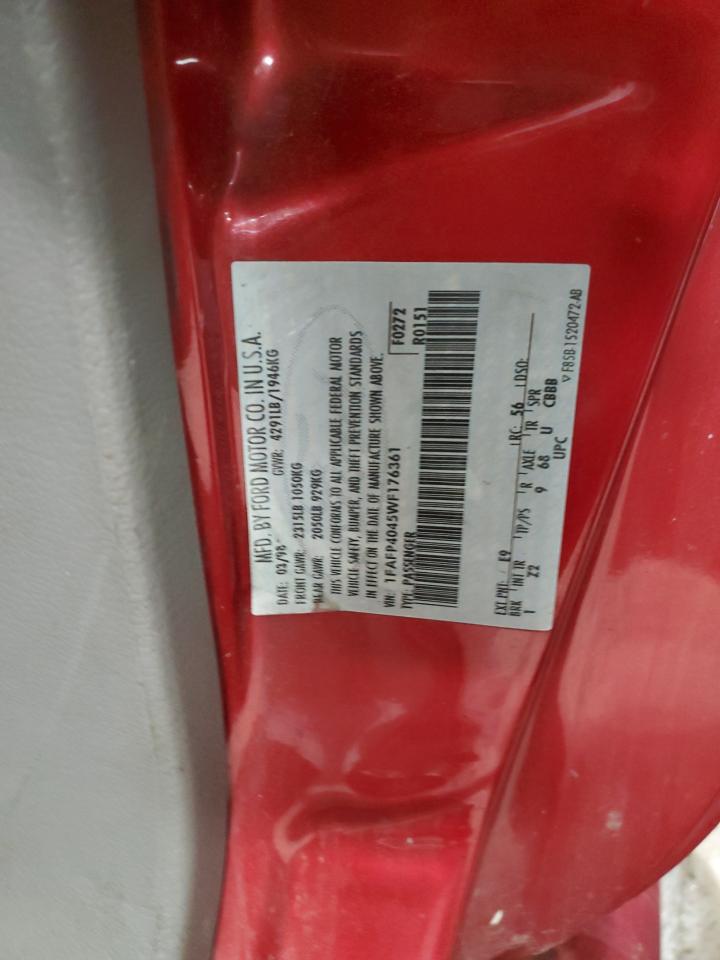 MFD. BY FORD MOTOR CO. IN U.S.A.
DATE: 03/98 GVWR: 4291LB/1946KG
FRONT GAWR: 2315LB 1050KG
REAR GAWR: 2050LB 929KG
THIS VEHICLE CONFORMS TO ALL APPLICABLE FEDERAL MOTOR
VEHICLE SAFETY, BUMPER, AND THEFT PREVENTION STANDARDS
IN EFFECT ON THE DATE OF MANUFACTURE SHOWN ABOVE.
VIN: 1FAFP4045WF176361 F0272
TYPE: PASSENGER R0151
EXT PNT: E9 RC: 56 DSO:
BRK INT TR TP/PS R AXLE TR SPR
1 Z2 9 68 U CBBB
UPC
F8SB-1520472-AB